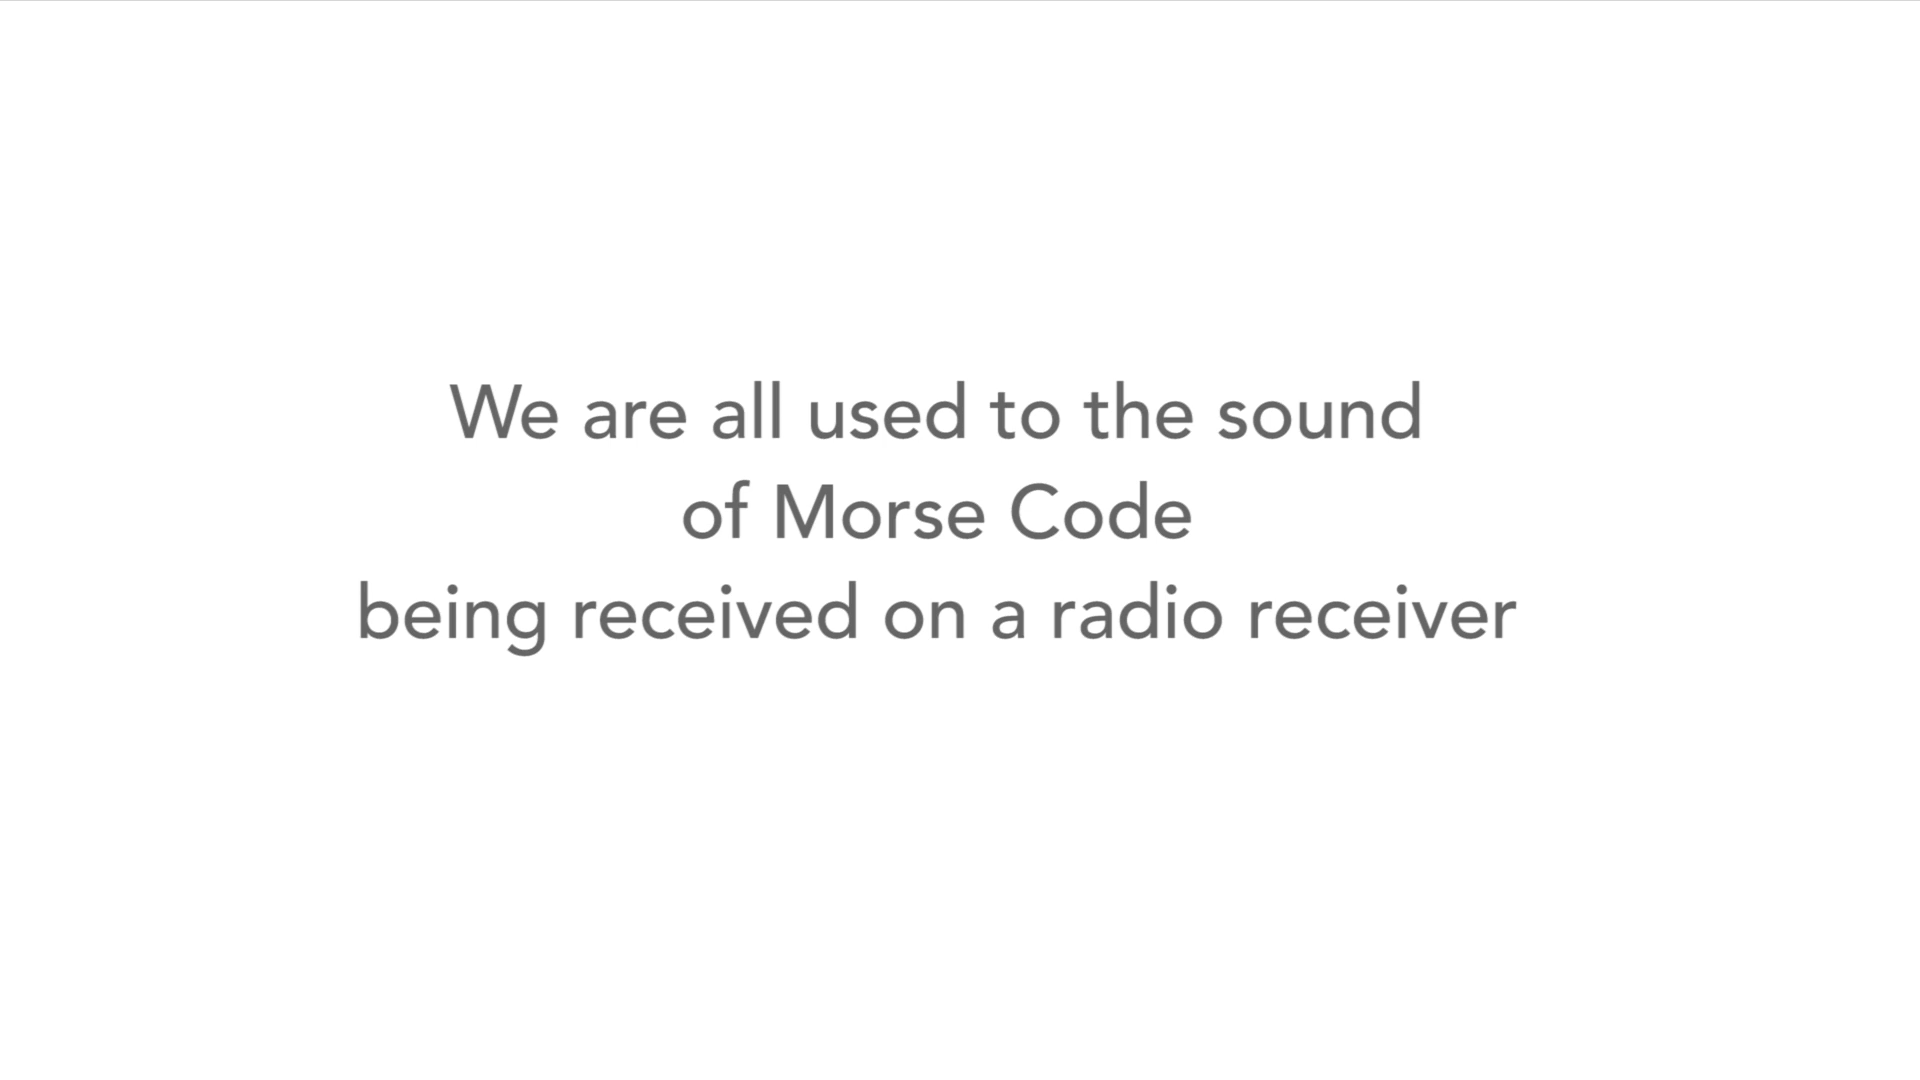 We are all used to the sound
of Morse Code
being received on a radio receiver